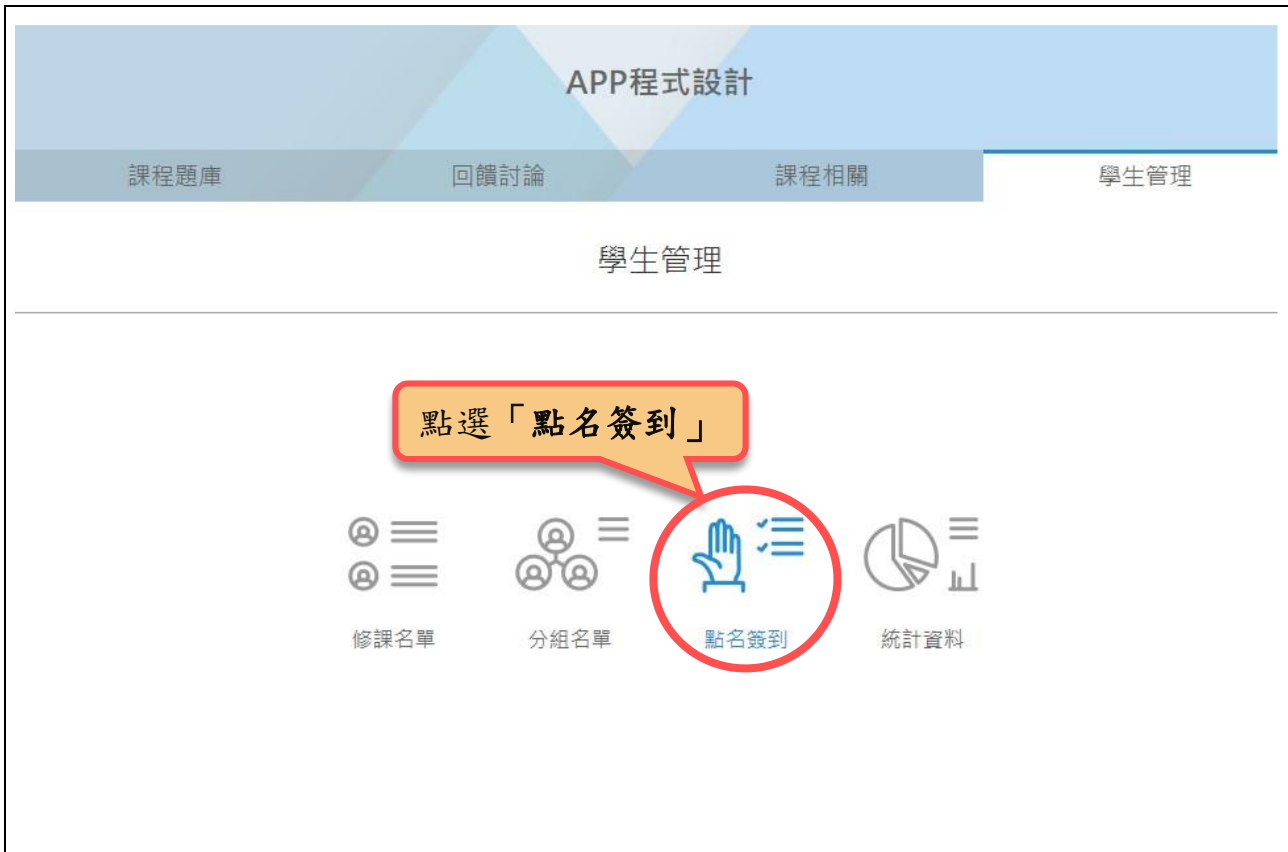 APP程式設計
課程題庫 回饋討論 課程相關 學生管理
學生管理
點選「點名簽到」
修課名單 分組名單 點名簽到 統計資料